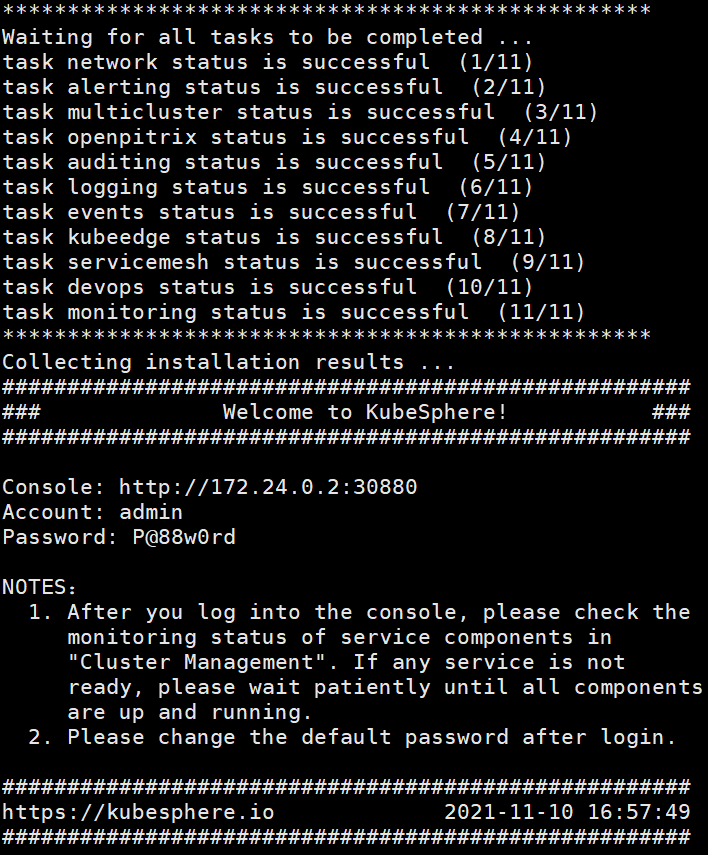 **************************************************
Waiting for all tasks to be completed ...
task network status is successful  (1/11)
task alerting status is successful  (2/11)
task multicluster status is successful  (3/11)
task openpitrix status is successful  (4/11)
task auditing status is successful  (5/11)
task logging status is successful  (6/11)
task events status is successful  (7/11)
task kubeedge status is successful  (8/11)
task servicemesh status is successful  (9/11)
task devops status is successful  (10/11)
task monitoring status is successful  (11/11)
**************************************************
Collecting installation results ...
#####################################################
###              Welcome to KubeSphere!           ###
#####################################################

Console: http://172.24.0.2:30880
Account: admin
Password: P@88w0rd

NOTES：
  1. After you log into the console, please check the
     monitoring status of service components in
     "Cluster Management". If any service is not
     ready, please wait patiently until all components
     are up and running.
  2. Please change the default password after login.

#####################################################
https://kubesphere.io             2021-11-10 16:57:49
#####################################################